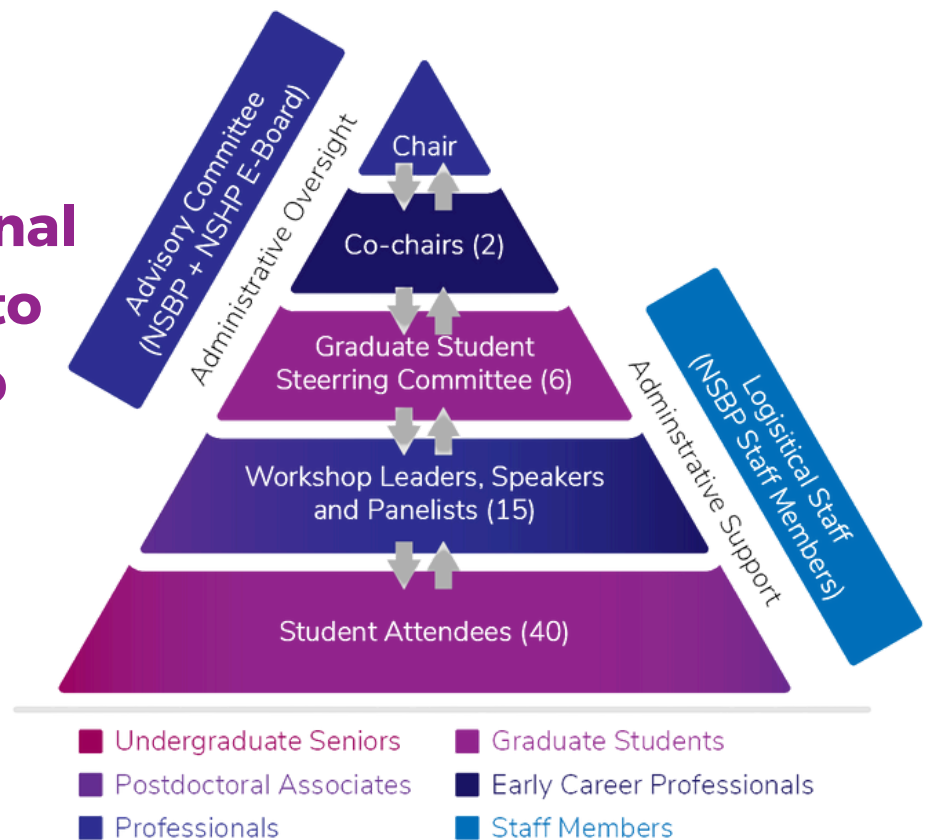 nal
to
Advisory Committee
(NSBP + NSHP E-Board)
Administrative Oversight
Chair
Co-chairs (2)
Graduate Student
Steerring Committee (6)
Workshop Leaders, Speakers
and Panelists (15)
Student Attendees (40)
Logisitical Staff
(NSBP Staff Members)
Adminstrative Support
Undergraduate Seniors
Graduate Students
Postdoctoral Associates
Early Career Professionals
Professionals
Staff Members